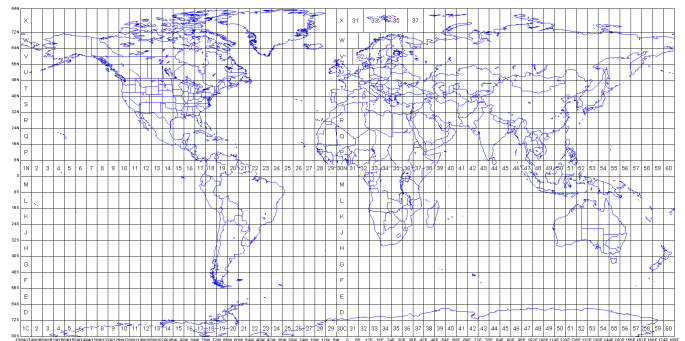 84N
X X 31 33 35 37
72N W W
64N V V
56N U U
48N T T
40N S S
32N R R
24N Q Q
16N P P
8N
1N 2 3 4 5 6 7 8 9 10 11 12 13 14 15 16 17 18 19 20 21 22 23 24 25 26 27 28 29 30N 31 32 33 34 35 36 37 38 39 40 41 42 43 44 45 46 47 48 49 50 51 52 53 54 55 56 57 58 59 60
0
M M
8S
L L
16S
K K
24S
J J
32S
H H
40S
G G
48S
F F
56S
E E
64S
D D
72S
1C 2 3 4 5 6 7 8 9 10 11 12 13 14 15 16 17 18 19 20 21 22 23 24 25 26 27 28 29 30C 31 32 33 34 35 36 37 38 39 40 41 42 43 44 45 46 47 48 49 50 51 52 53 54 55 56 57 58 59 60
80S